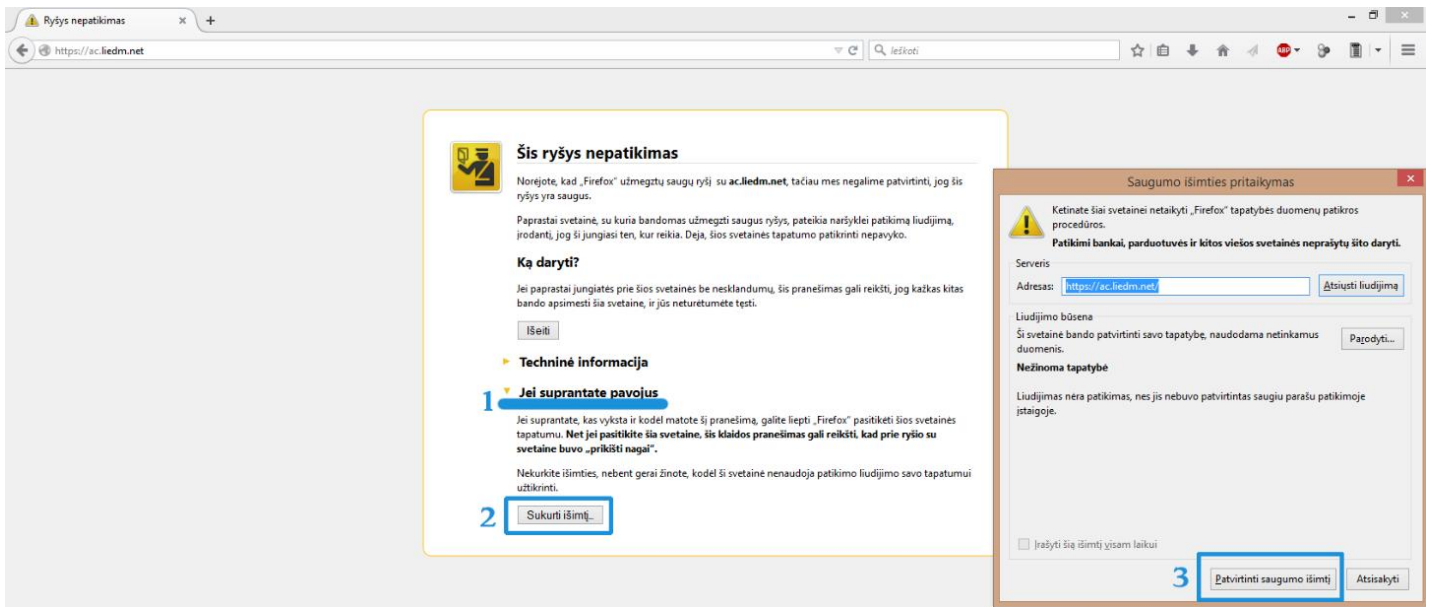 Ryšys nepatikimas
https://ac.liedm.net
Ieškoti
ABP
Šis ryšys nepatikimas
Norėjote, kad „Firefox“ užmegztų saugų ryšį su ac.liedm.net, tačiau mes negalime patvirtinti, jog šis
ryšys yra saugus.
Paprastai svetainė, su kuria bandomas užmegzti saugus ryšys, pateikia naršyklei patikimą liudijimą,
įrodantį, jog ši jungiasi ten, kur reikia. Deja, šios svetainės tapatumo patikrinti nepavyko.
Ką daryti?
Jei paprastai jungiatės prie šios svetainės be nesklandumų, šis pranešimas gali reikšti, jog kažkas kitas
bando apsimesti šia svetaine, ir jūs neturėtumėte tęsti.
Išeiti
Techninė informacija
1 Jei suprantate pavojus
Jei suprantate, kas vyksta ir kodėl matote šį pranešimą, galite liepti „Firefox“ pasitikėti šios svetainės
tapatumu. Net jei pasitikite šia svetaine, šis klaidos pranešimas gali reikšti, kad prie ryšio su
svetaine buvo „prikišti nagai“.
Nekurkite išimties, nebent gerai žinote, kodėl ši svetainė nenaudoja patikimo liudijimo savo tapatumui
užtikrinti.
2 Sukurti išimtį...
Saugumo išimties pritaikymas
Ketinate šiai svetainei netaikyti „Firefox“ tapatybės duomenų patikros
procedūros.
Patikimi bankai, parduotuvės ir kitos viešos svetainės neprašytų šito daryti.
Serveris
Adresas: https://ac.liedm.net/ Atsiųsti liudijimą
Liudijimo būsena
Ši svetainė bando patvirtinti savo tapatybę, naudodama netinkamus
duomenis.
Parodyti...
Nežinoma tapatybė
Liudijimas nėra patikimas, nes jis nebuvo patvirtintas saugiu parašu patikimoje
įstaigoje.
Įrašyti šią išimtį visam laikui
3 Patvirtinti saugumo išimtį Atsisakyti